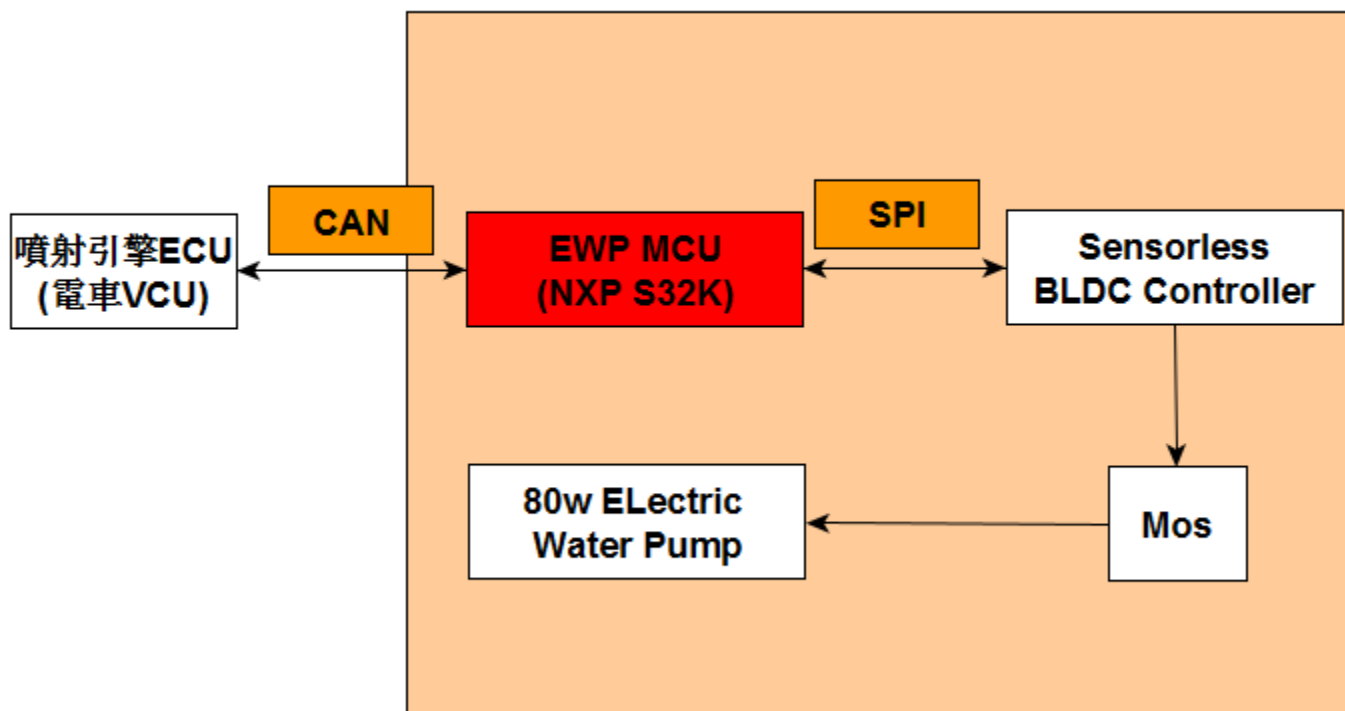 CAN
SPI
噴射引擎ECU
(電車VCU)
EWP MCU
(NXP S32K)
Sensorless
BLDC Controller
80w ELectric
Water Pump
Mos